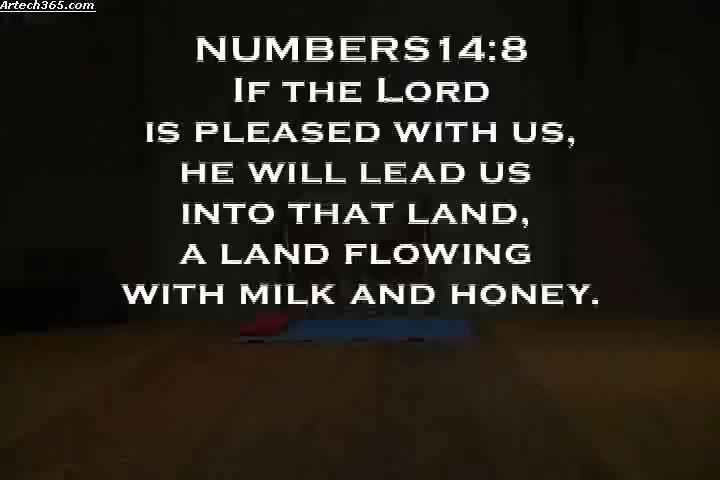 Artech365.com
NUMBERS14:8
IF THE LORD
IS PLEASED WITH US,
HE WILL LEAD US
INTO THAT LAND,
A LAND FLOWING
WITH MILK AND HONEY.